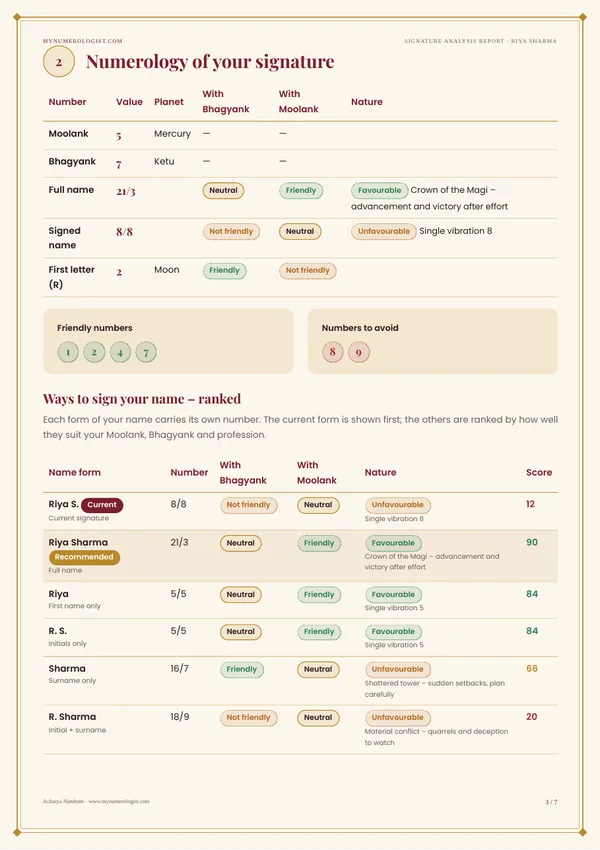 MYNUMEROLOGIST.COM
SIGNATURE ANALYSIS REPORT · RIYA SHARMA
2 Numerology of your signature
Number Value Planet With Bhagyank With Moolank Nature
Moolank 5 Mercury — —
Bhagyank 7 Ketu — —
Full name 21/3 Neutral Friendly Favourable Crown of the Magi –
advancement and victory after effort
Signed name 8/8 Not friendly Neutral Unfavourable Single vibration 8
First letter (R) 2 Moon Friendly Not friendly
Friendly numbers
1 2 4 7
Numbers to avoid
8 9
Ways to sign your name – ranked
Each form of your name carries its own number. The current form is shown first; the others are ranked by how well
they suit your Moolank, Bhagyank and profession.
Name form Number With Bhagyank With Moolank Nature Score
Riya S. Current 8/8 Not friendly Neutral Unfavourable 12
Current signature Single vibration 8
Riya Sharma 21/3 Neutral Friendly Favourable 90
Recommended Crown of the Magi – advancement and
Full name victory after effort
Riya 5/5 Neutral Friendly Favourable 84
First name only Single vibration 5
R. S. 5/5 Neutral Friendly Favourable 84
Initials only Single vibration 5
Sharma 16/7 Friendly Neutral Unfavourable 66
Surname only Shattered tower – sudden setbacks, plan
carefully
R. Sharma 18/9 Not friendly Neutral Unfavourable 20
Initial + surname Material conflict – quarrels and deception
to watch
Acharya Nandram · www.mynumerologist.com
3 / 7